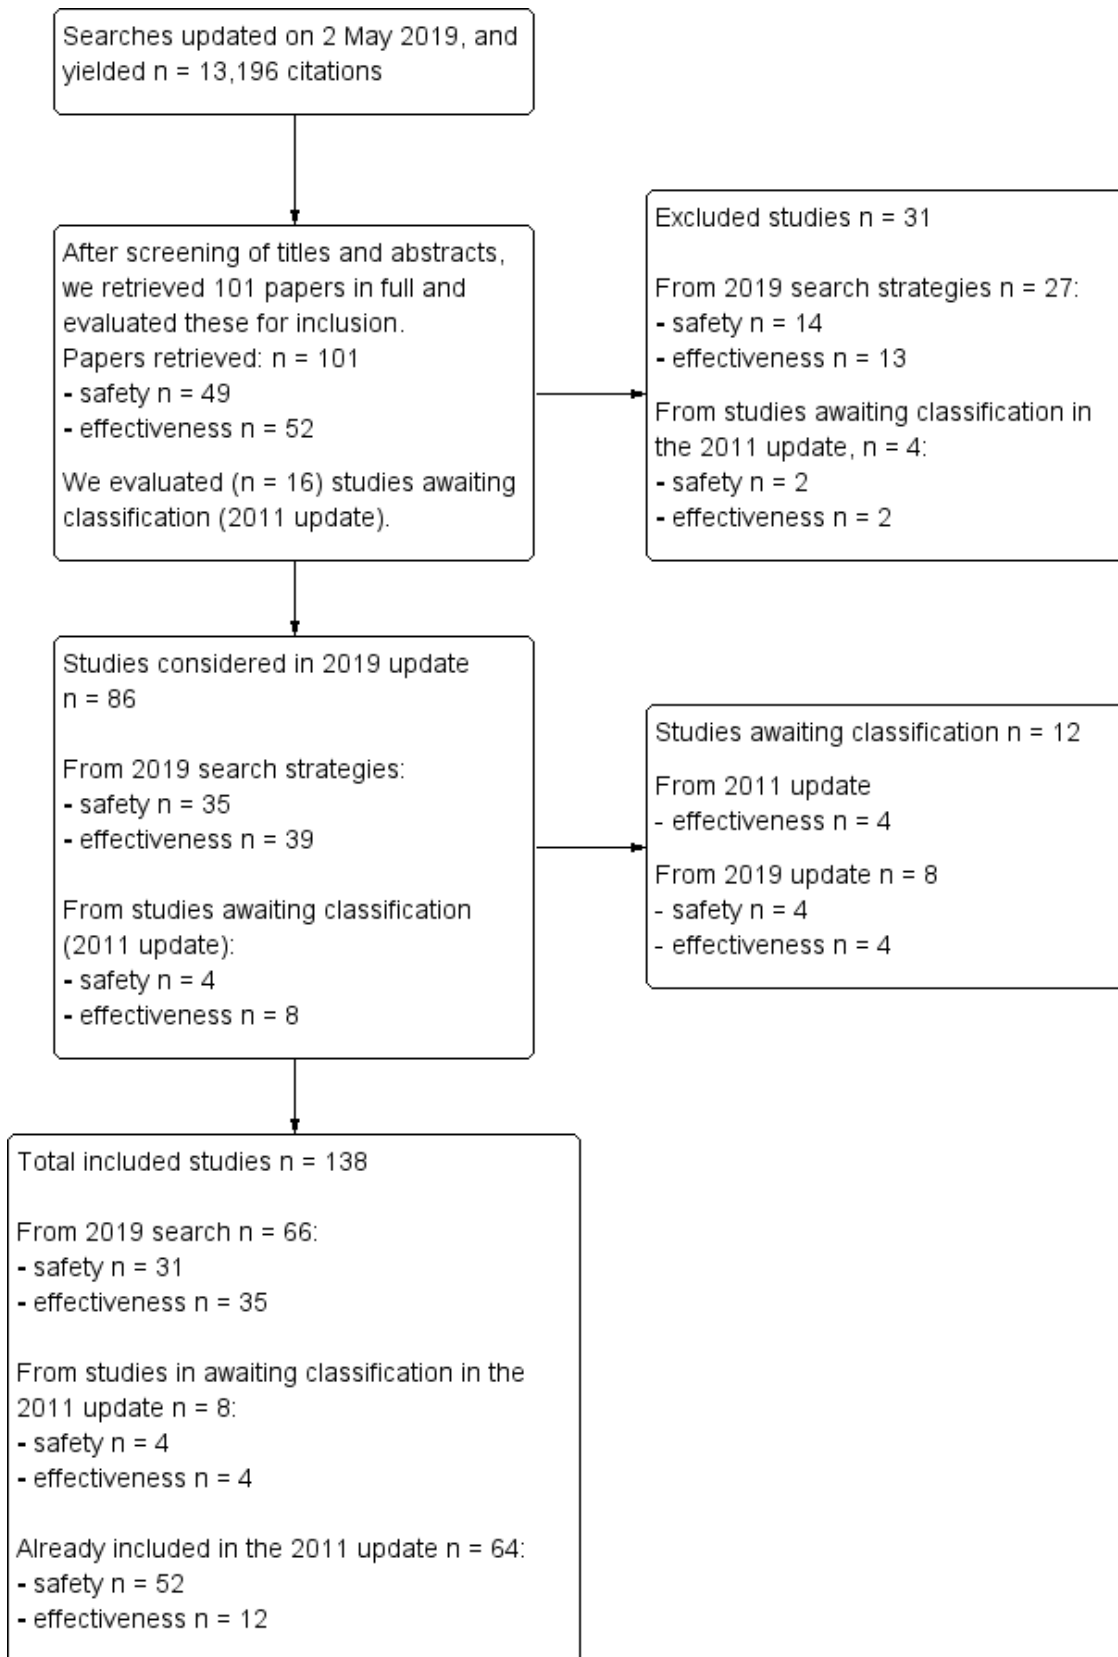 Searches updated on 2 May 2019, and
yielded n = 13,196 citations
After screening of titles and abstracts,
we retrieved 101 papers in full and
evaluated these for inclusion.
Papers retrieved: n = 101
- safety n = 49
- effectiveness n = 52
We evaluated (n = 16) studies awaiting
classification (2011 update).
Excluded studies n = 31
From 2019 search strategies n = 27:
- safety n = 14
- effectiveness n = 13
From studies awaiting classification in
the 2011 update, n = 4:
- safety n = 2
- effectiveness n = 2
Studies considered in 2019 update
n = 86
From 2019 search strategies:
- safety n = 35
- effectiveness n = 39
From studies awaiting classification
(2011 update):
- safety n = 4
- effectiveness n = 8
Studies awaiting classification n = 12
From 2011 update
- effectiveness n = 4
From 2019 update n = 8
- safety n = 4
- effectiveness n = 4
Total included studies n = 138
From 2019 search n = 66:
- safety n = 31
- effectiveness n = 35
From studies in awaiting classification in the
2011 update n = 8:
- safety n = 4
- effectiveness n = 4
Already included in the 2011 update n = 64:
- safety n = 52
- effectiveness n = 12